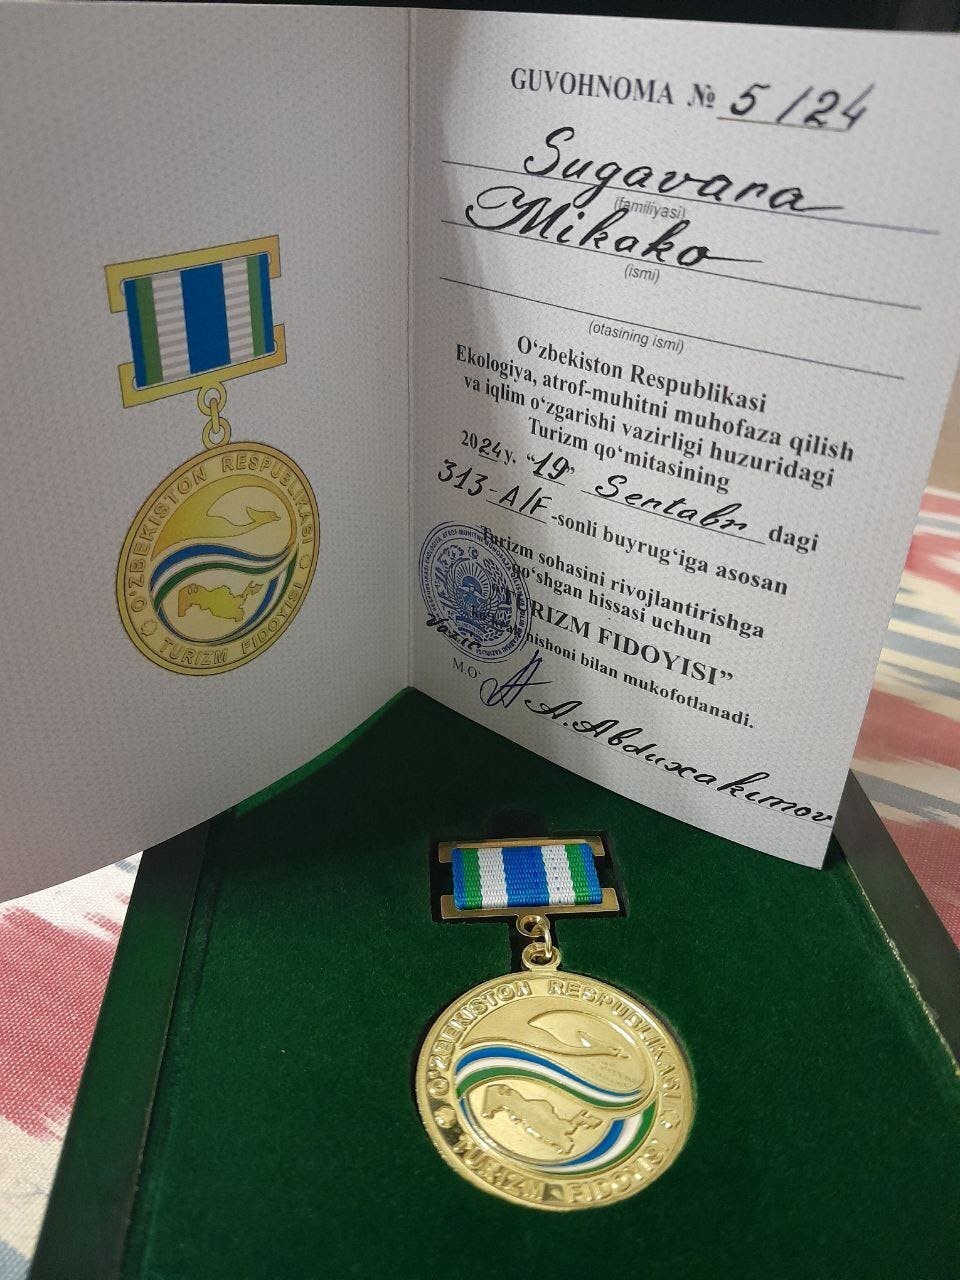 O'ZBEKISTON RESPUBLIKASI
TURIZM FIDOYISI
GUVOHNOMA № 5/24
Sugavara
(familiyasi)
Mikako
(ismi)
(otasining ismi)
O‘zbekiston Respublikasi
Ekologiya, atrof-muhitni muhofaza qilish
va iqlim o‘zgarishi vazirligi huzuridagi
Turizm qo‘mitasining
2024 y. “19” Sentabr dagi
313-A/F -sonli buyrug‘iga asosan
Turizm sohasini rivojlantirishga
qo‘shgan hissasi uchun
“TURIZM FIDOYISI”
nishoni bilan mukofotlanadi.
M.O‘
A.Abduxakimov
O'ZBEKISTON RESPUBLIKASI
TURIZM FIDOYISI